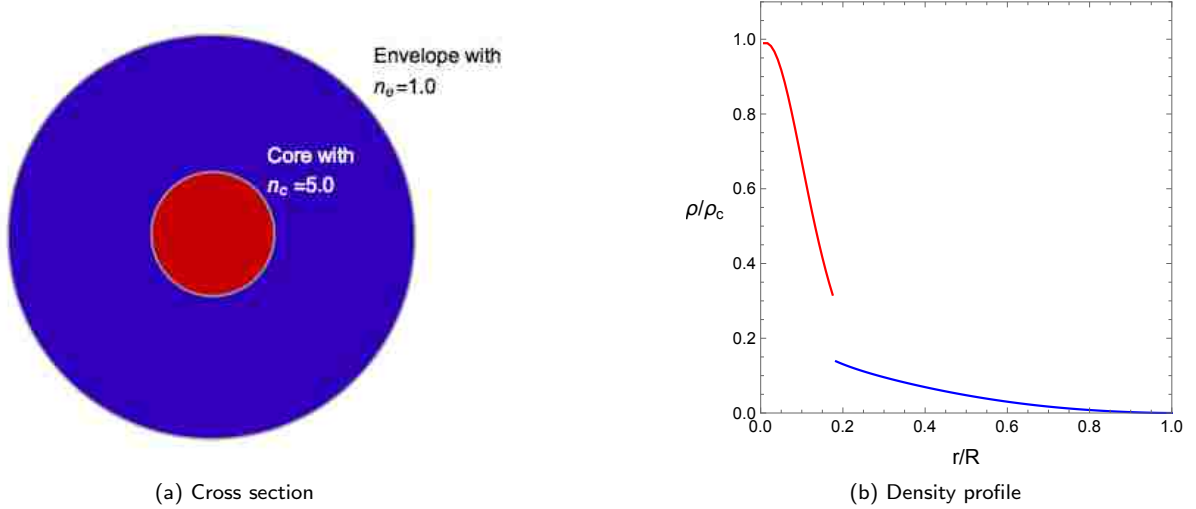 Envelope with
nₑ=1.0
Core with
n_c =5.0
(a) Cross section
1.0
0.8
0.6
ρ/ρ_c
0.4
0.2
0.0
0.0 0.2 0.4 0.6 0.8 1.0
r/R
(b) Density profile